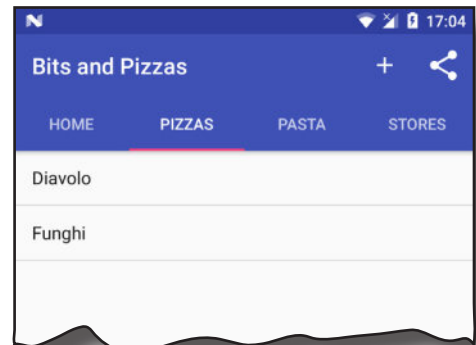 17:04
Bits and Pizzas
HOME PIZZAS PASTA STORES
Diavolo
Funghi